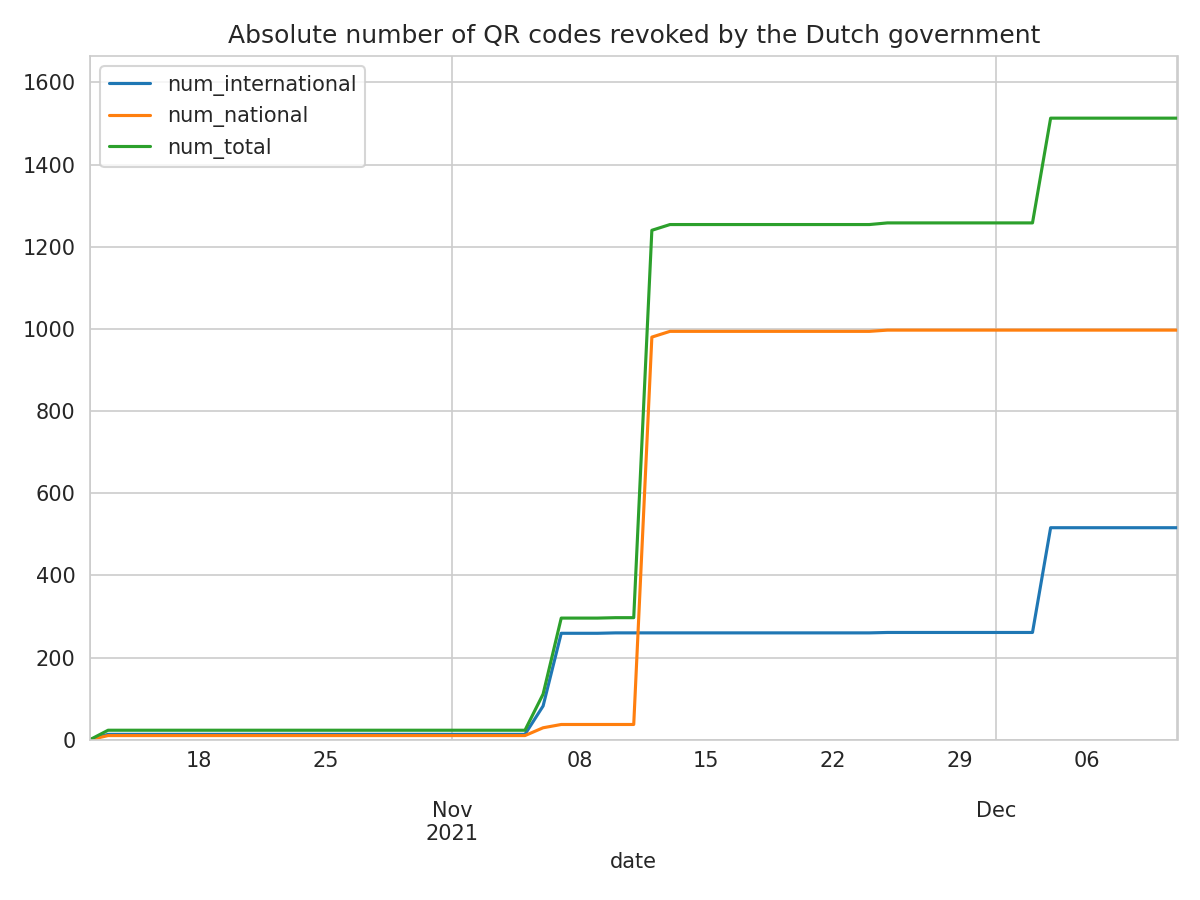 Absolute number of QR codes revoked by the Dutch government
num_international
num_national
num_total
1600
1400
1200
1000
800
600
400
200
0
18 25 08 15 22 29 06
Nov Dec
2021
date